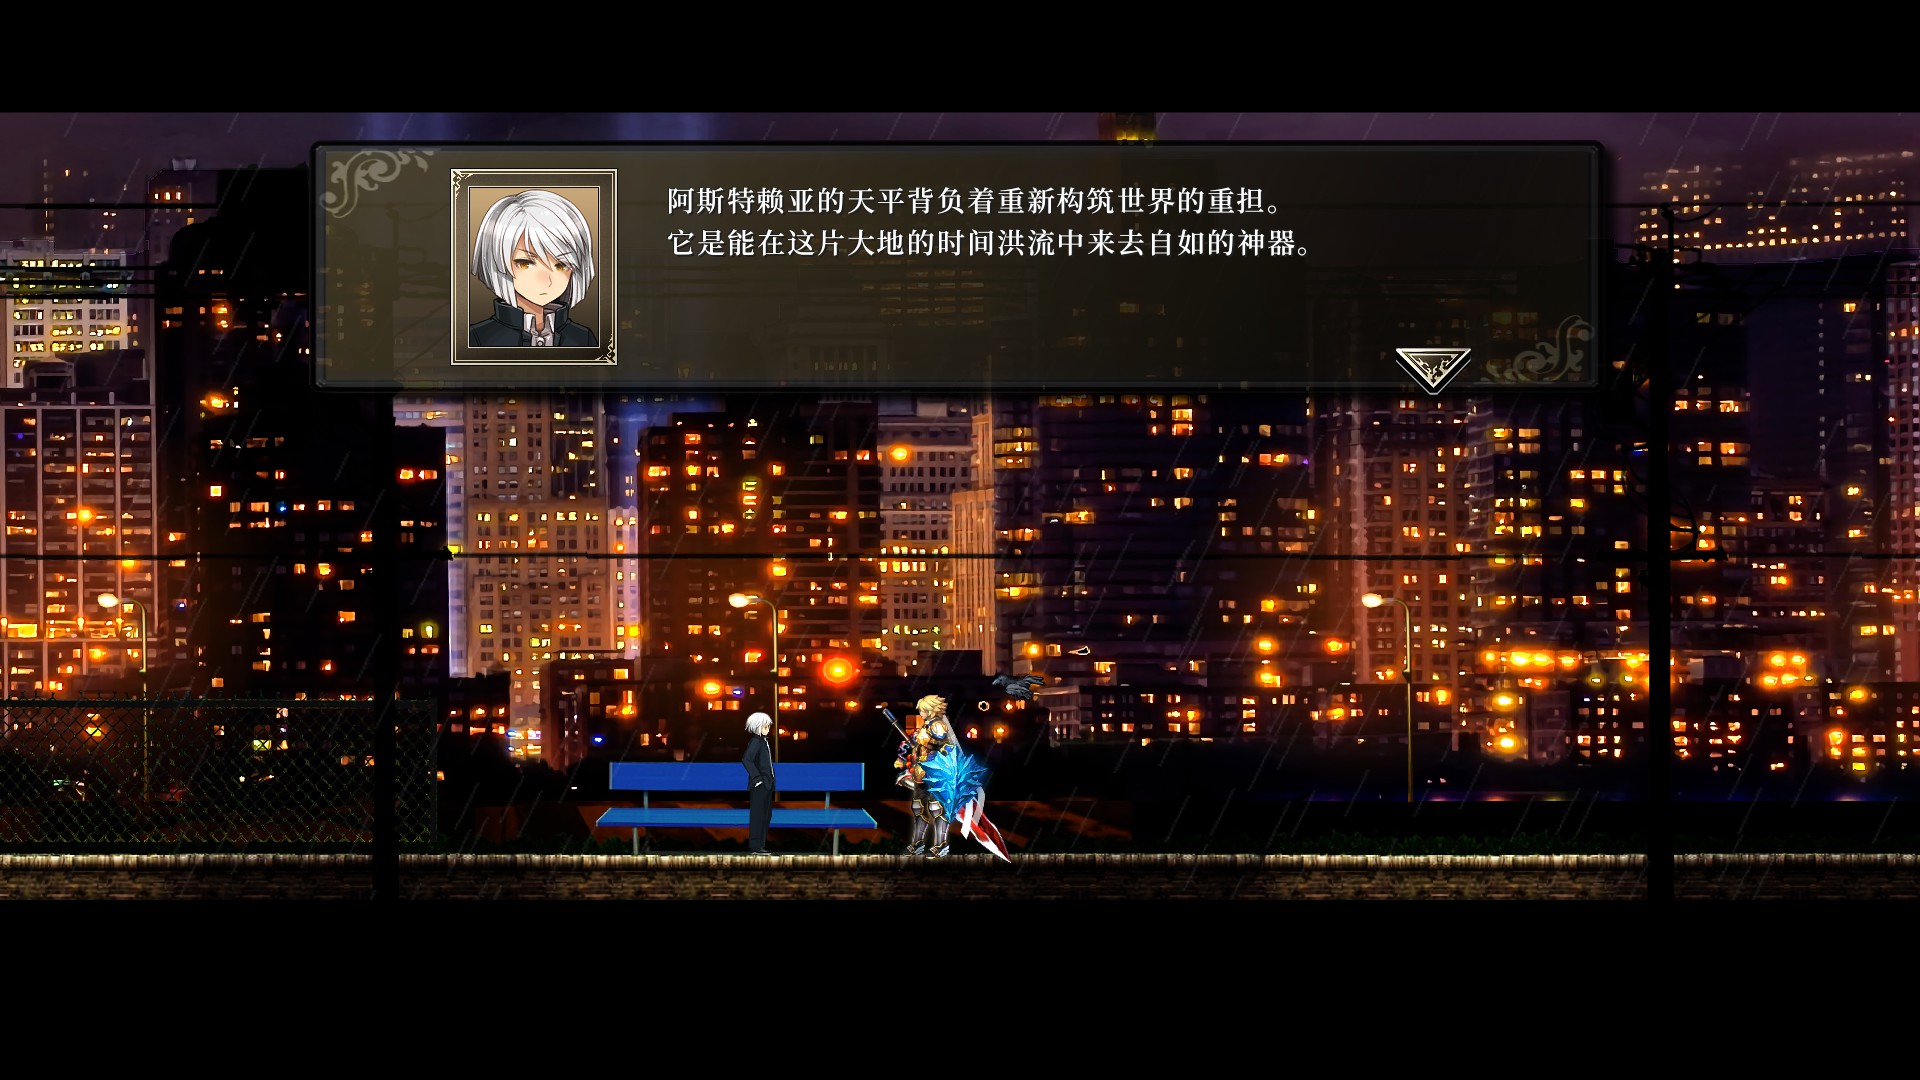 阿斯特赖亚的天平背负着重新构筑世界的重担。
它是能在这片大地的时间洪流中来去自如的神器。